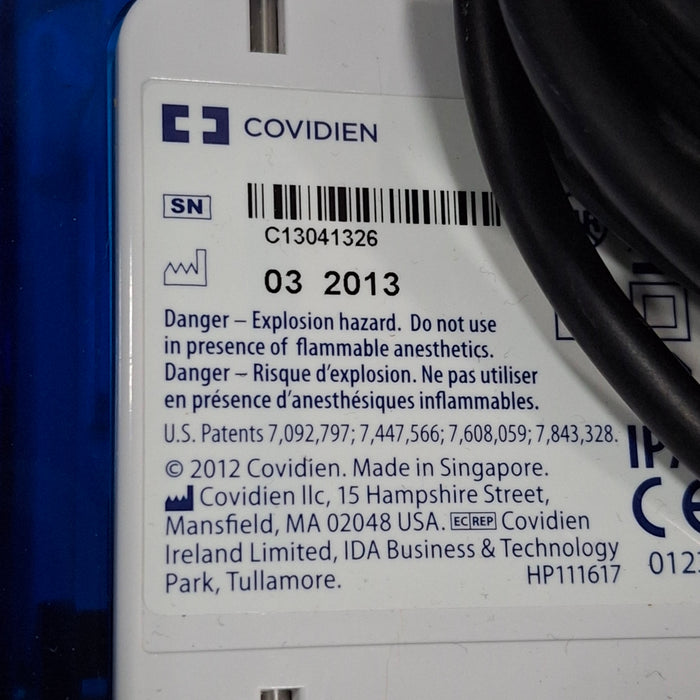 COVIDIEN
SN
C13041326
03 2013
Danger – Explosion hazard. Do not use
in presence of flammable anesthetics.
Danger – Risque d'explosion. Ne pas utiliser
en présence d'anesthésiques inflammables.
U.S. Patents 7,092,797; 7,447,566; 7,608,059; 7,843,328.
© 2012 Covidien. Made in Singapore.
Covidien llc, 15 Hampshire Street,
Mansfield, MA 02048 USA. EC REP Covidien
Ireland Limited, IDA Business & Technology
Park, Tullamore.
HP111617
CE